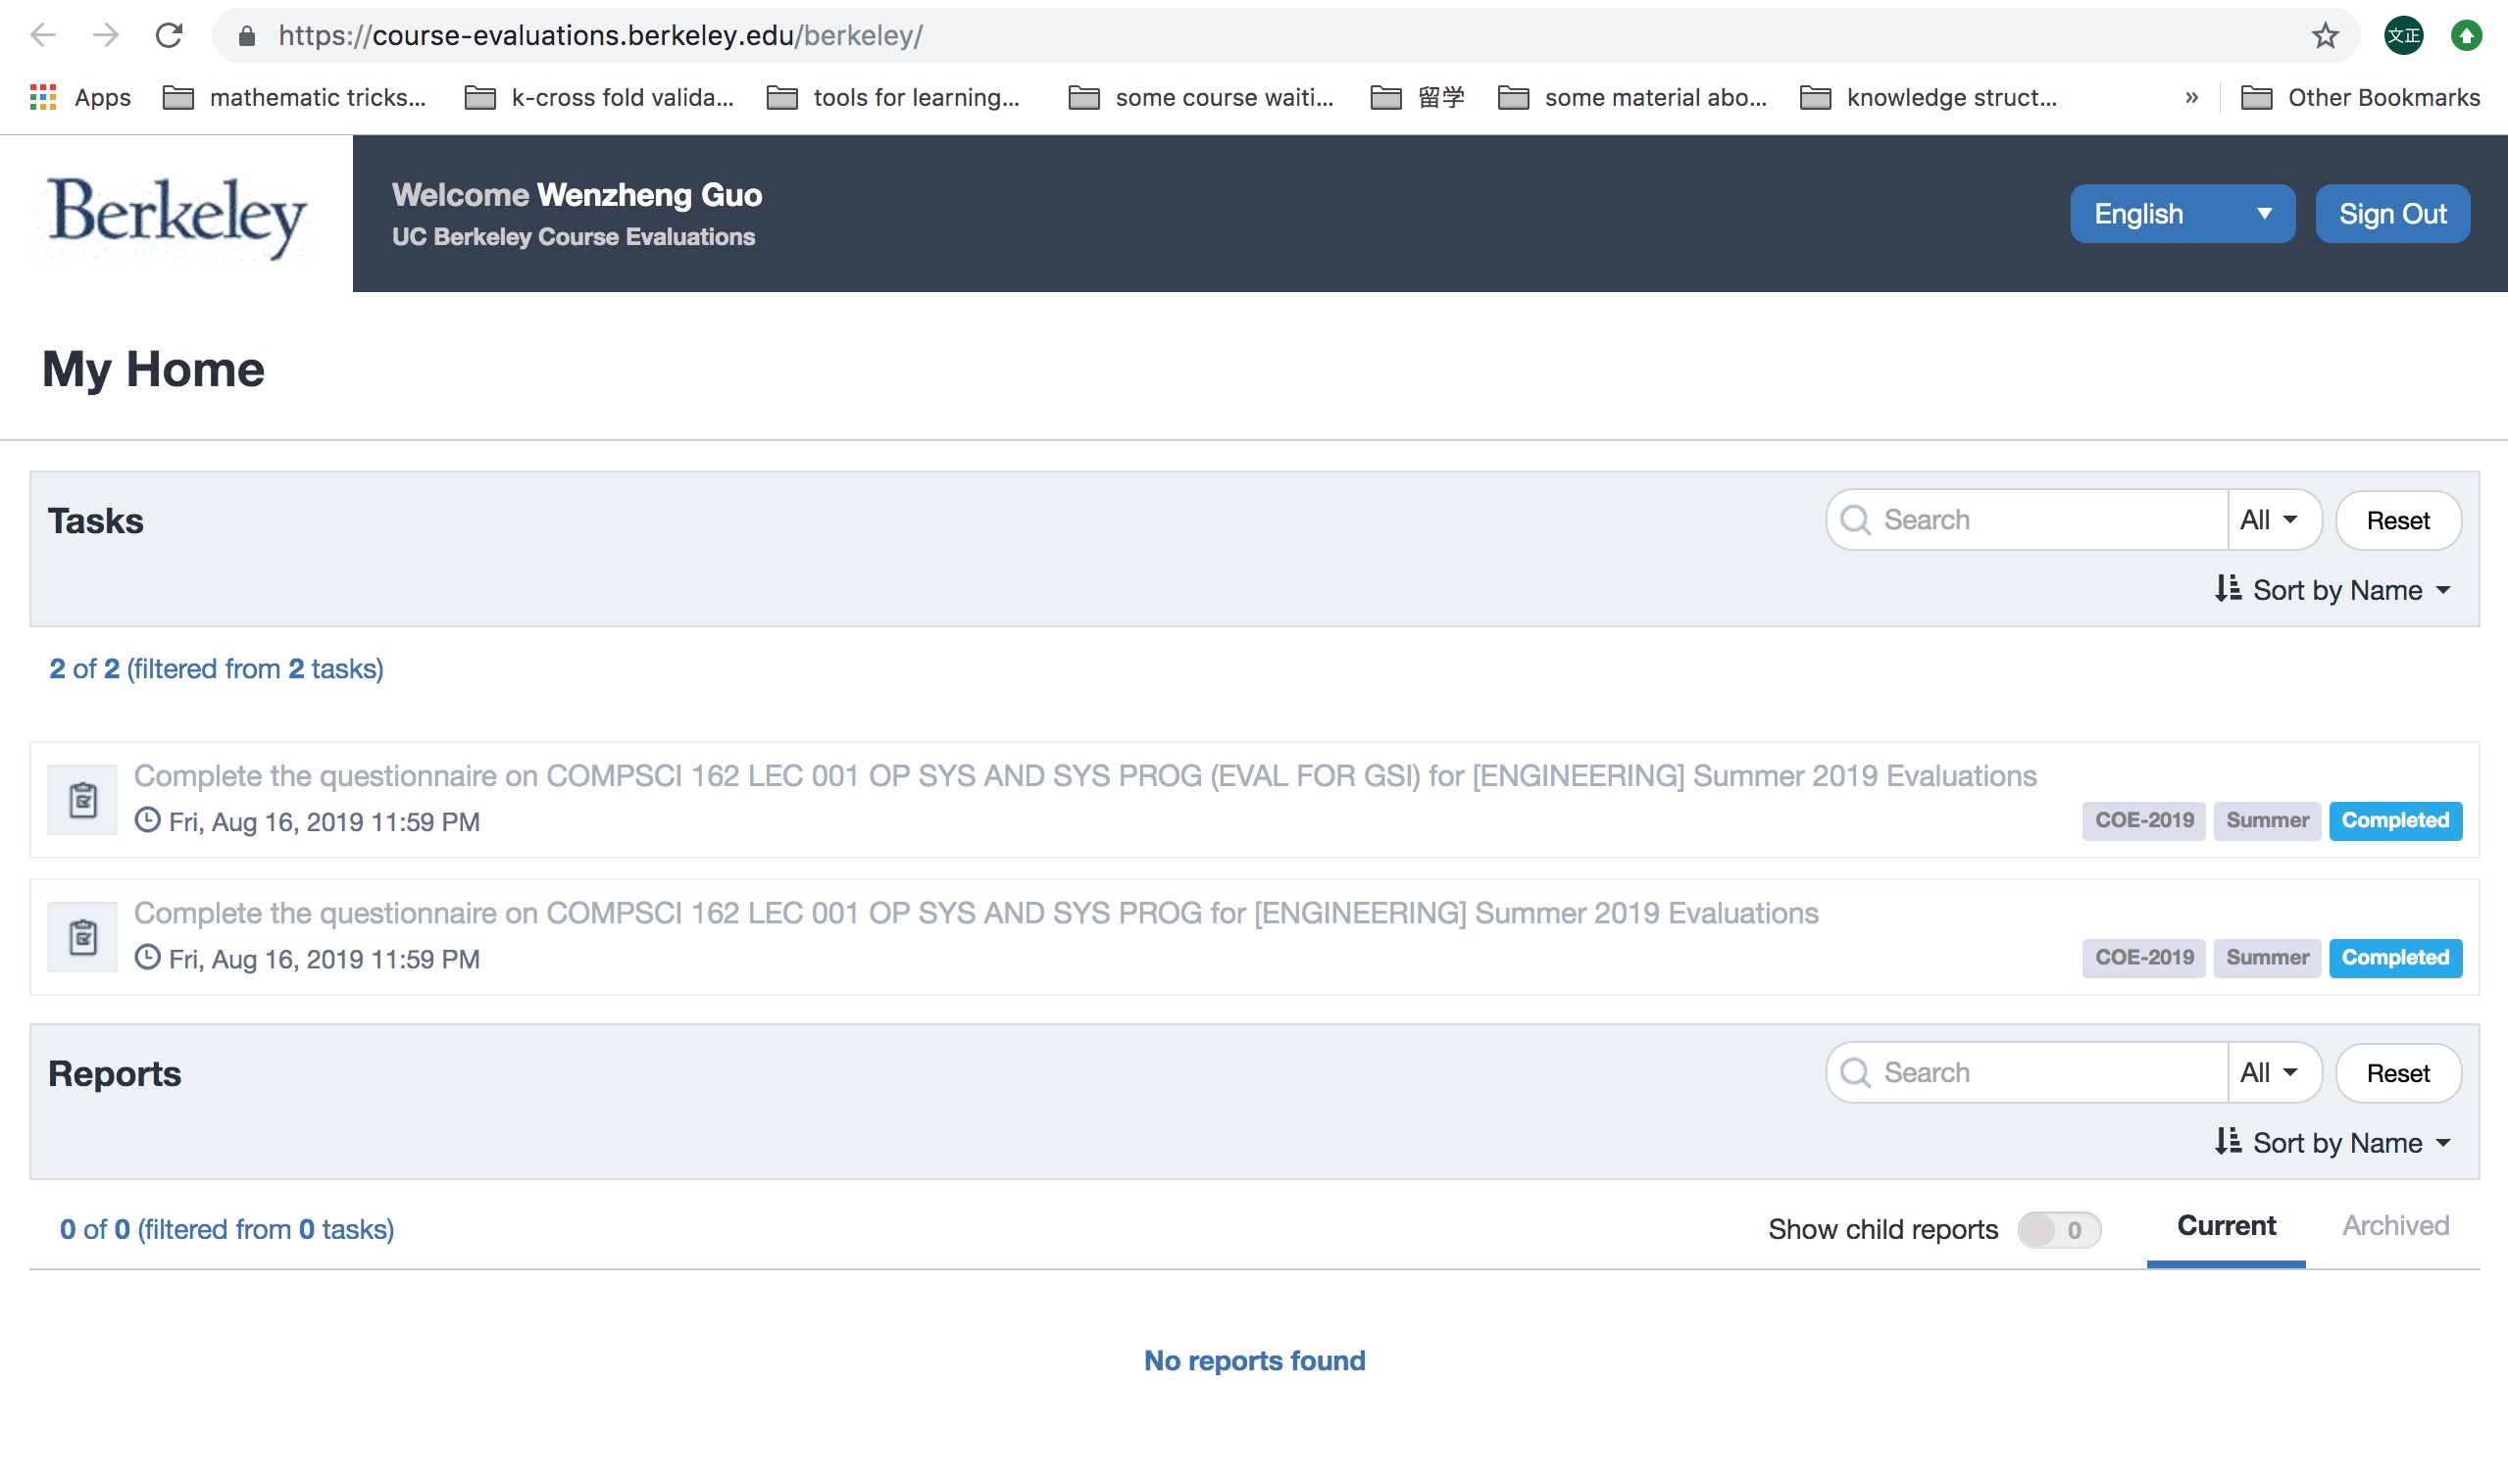 https://course-evaluations.berkeley.edu/berkeley/
文正
Apps mathematic tricks... k-cross fold valida... tools for learning... some course waiti... 留学 some material abo... knowledge struct... » Other Bookmarks
Berkeley
Welcome Wenzheng Guo
UC Berkeley Course Evaluations
English
Sign Out
My Home
Tasks
Search
All
Reset
Sort by Name
2 of 2 (filtered from 2 tasks)
Complete the questionnaire on COMPSCI 162 LEC 001 OP SYS AND SYS PROG (EVAL FOR GSI) for [ENGINEERING] Summer 2019 Evaluations
Fri, Aug 16, 2019 11:59 PM
COE-2019 Summer Completed
Complete the questionnaire on COMPSCI 162 LEC 001 OP SYS AND SYS PROG for [ENGINEERING] Summer 2019 Evaluations
Fri, Aug 16, 2019 11:59 PM
COE-2019 Summer Completed
Reports
Search
All
Reset
Sort by Name
0 of 0 (filtered from 0 tasks)
Show child reports 0
Current
Archived
No reports found